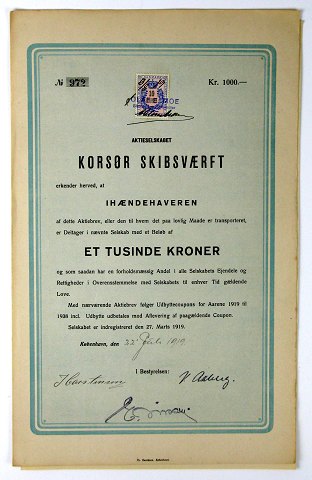 № 972 Kr. 1000.—
AKTIESELSKABET
KORSØR SKIBSVÆRFT
erkender herved, at
IHÆNDEHAVEREN
af dette Aktiebrev, eller den til hvem det paa lovlig Maade er transporteret,
er Deltager i nævnte Selskab med et Beløb af
ET TUSINDE KRONER
og som saadan har en forholdsmæssig Andel i alle Selskabets Ejendele og
Rettigheder i Overensstemmelse med Selskabets til enhver Tid gældende
Love.
Med nærværende Aktiebrev følger Udbyttecoupons for Aarene 1919 til
1938 incl. Udbytte udbetales mod Aflevering af paagældende Coupon.
Selskabet er indregistreret den 27. Marts 1919.
København, den 22' Juli 1919
I Bestyrelsen: